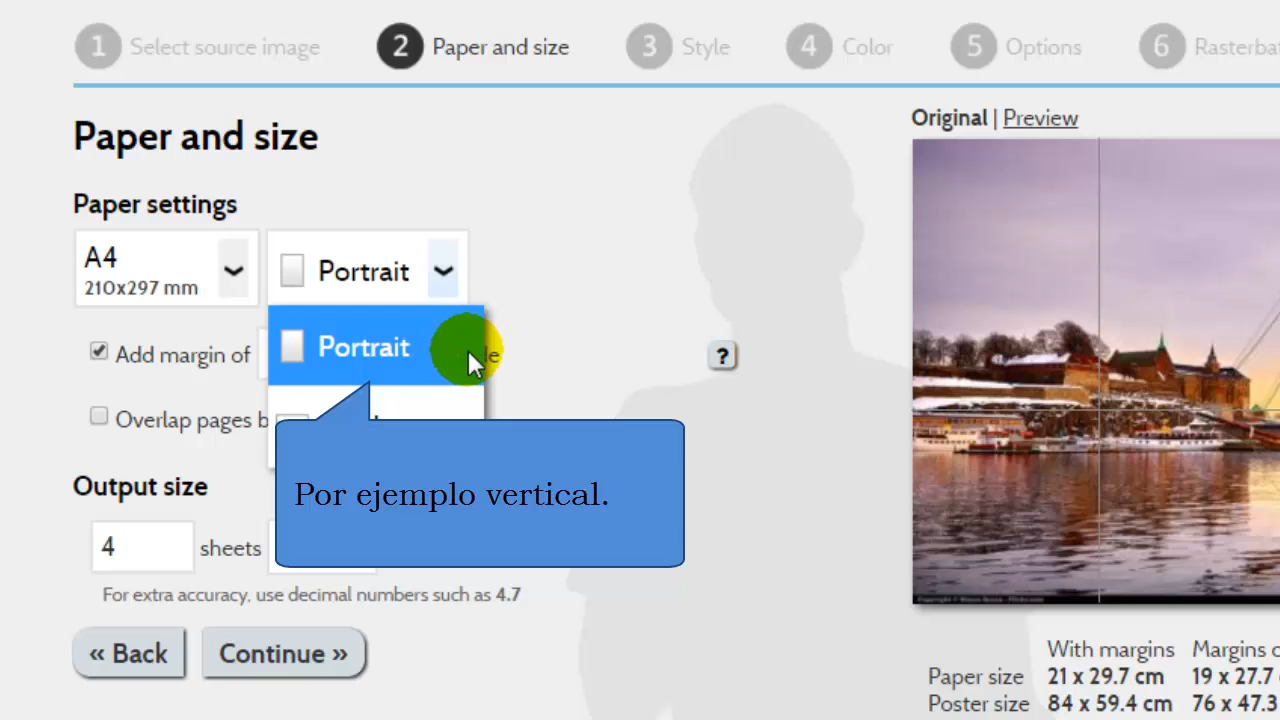 1 Select source image 2 Paper and size 3 Style 4 Color 5 Options 6
Paper and size
Original | Preview
Paper settings
A4
210x297 mm
Portrait
Portrait
Add margin of
?
Overlap pages
Por ejemplo vertical.
Output size
4 sheets
For extra accuracy, use decimal numbers such as 4.7
« Back Continue »
With margins Margins
Paper size 21 x 29.7 cm 19 x 27.7
Poster size 84 x 59.4 cm 76 x 47.3